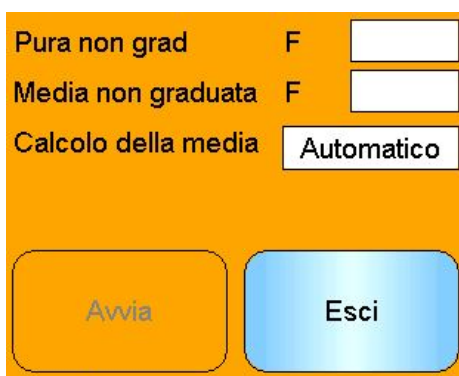 Pura non grad F
Media non graduata F
Calcolo della media Automatico
Avvia Esci